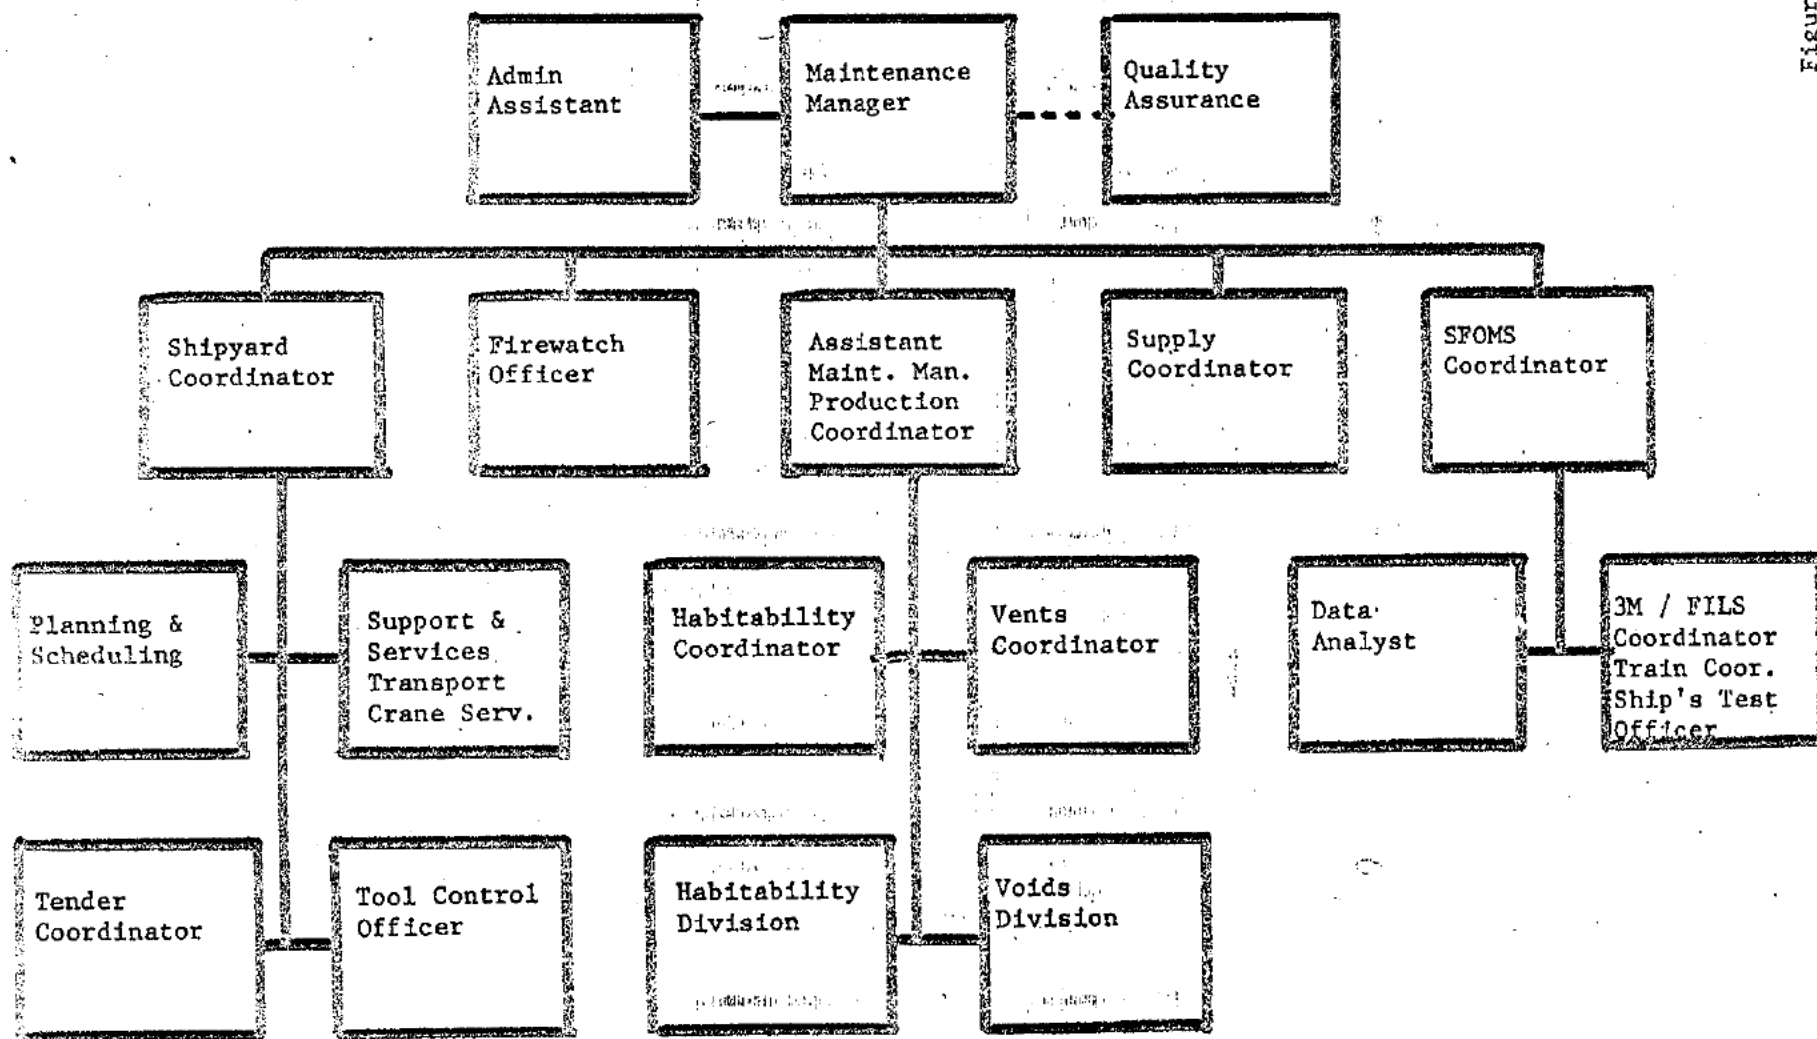 Figur
Admin
Assistant
Maintenance
Manager
Quality
Assurance
Shipyard
Coordinator
Firewatch
Officer
Assistant
Maint. Man.
Production
Coordinator
Supply
Coordinator
SFOMS
Coordinator
Planning &
Scheduling
Support &
Services
Transport
Crane Serv.
Habitability
Coordinator
Vents
Coordinator
Data
Analyst
3M / FILS
Coordinator
Train Coor.
Ship's Test
Officer
Tender
Coordinator
Tool Control
Officer
Habitability
Division
Voids
Division